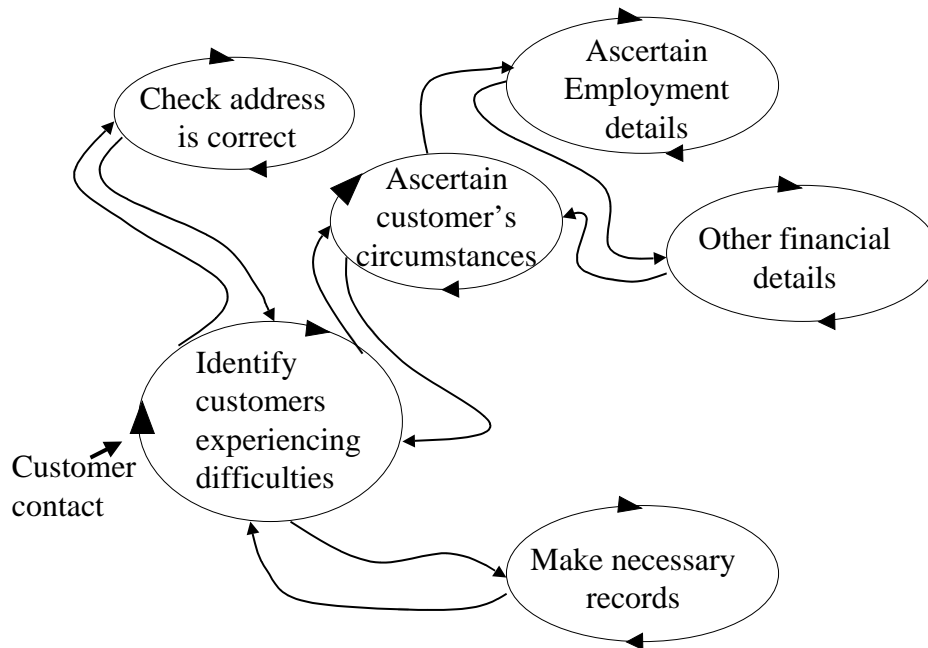 Ascertain
Employment
details
Check address
is correct
Ascertain
customer’s
circumstances
Other financial
details
Identify
customers
experiencing
difficulties
Customer
contact
Make necessary
records